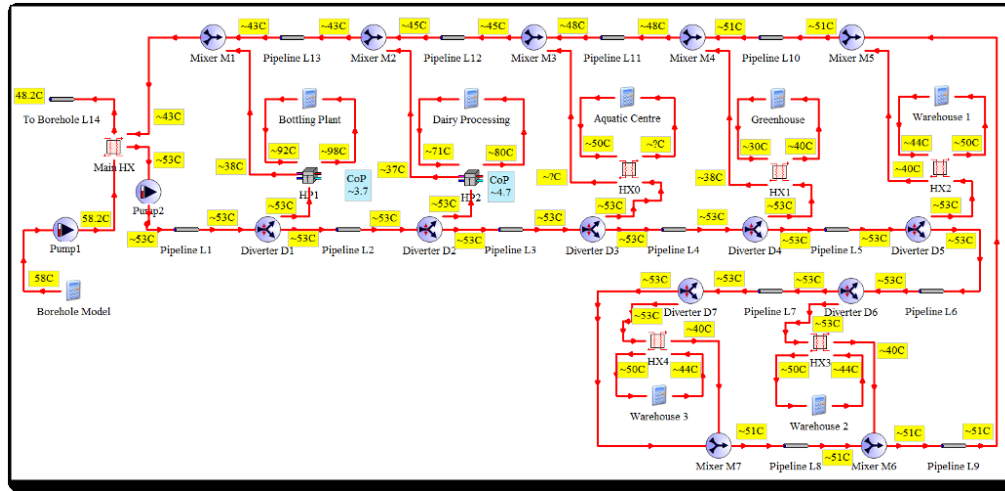 ~43C
~43C
~45C
~45C
~48C
~48C
~51C
~51C
Mixer M1
Pipeline L13
Mixer M2
Pipeline L12
Mixer M3
Pipeline L11
Mixer M4
Pipeline L10
Mixer M5
48.2C
To Borehole L14
~43C
Main HX
~53C
Bottling Plant
Dairy Processing
Aquatic Centre
Greenhouse
Warehouse 1
~92C
~98C
~71C
~80C
~50C
~?C
~30C
~40C
~44C
~50C
~38C
HP1
CoP
~3.7
~37C
HP2
CoP
~4.7
~?C
HX0
~38C
HX1
~40C
HX2
58.2C
Pump2
~53C
~53C
~53C
~53C
~53C
Pump1
~53C
~53C
Pipeline L1
Diverter D1
~53C
Pipeline L2
~53C
Diverter D2
~53C
Pipeline L3
~53C
Diverter D3
~53C
Pipeline L4
~53C
Diverter D4
~53C
Pipeline L5
~53C
Diverter D5
~53C
58C
Borehole Model
~53C
~53C
~53C
~53C
Diverter D7
Pipeline L7
Diverter D6
Pipeline L6
~53C
~40C
HX4
~53C
~40C
HX3
~50C
~44C
~50C
~44C
Warehouse 3
Warehouse 2
~51C
~51C
~51C
~51C
Mixer M7
Pipeline L8
Mixer M6
Pipeline L9